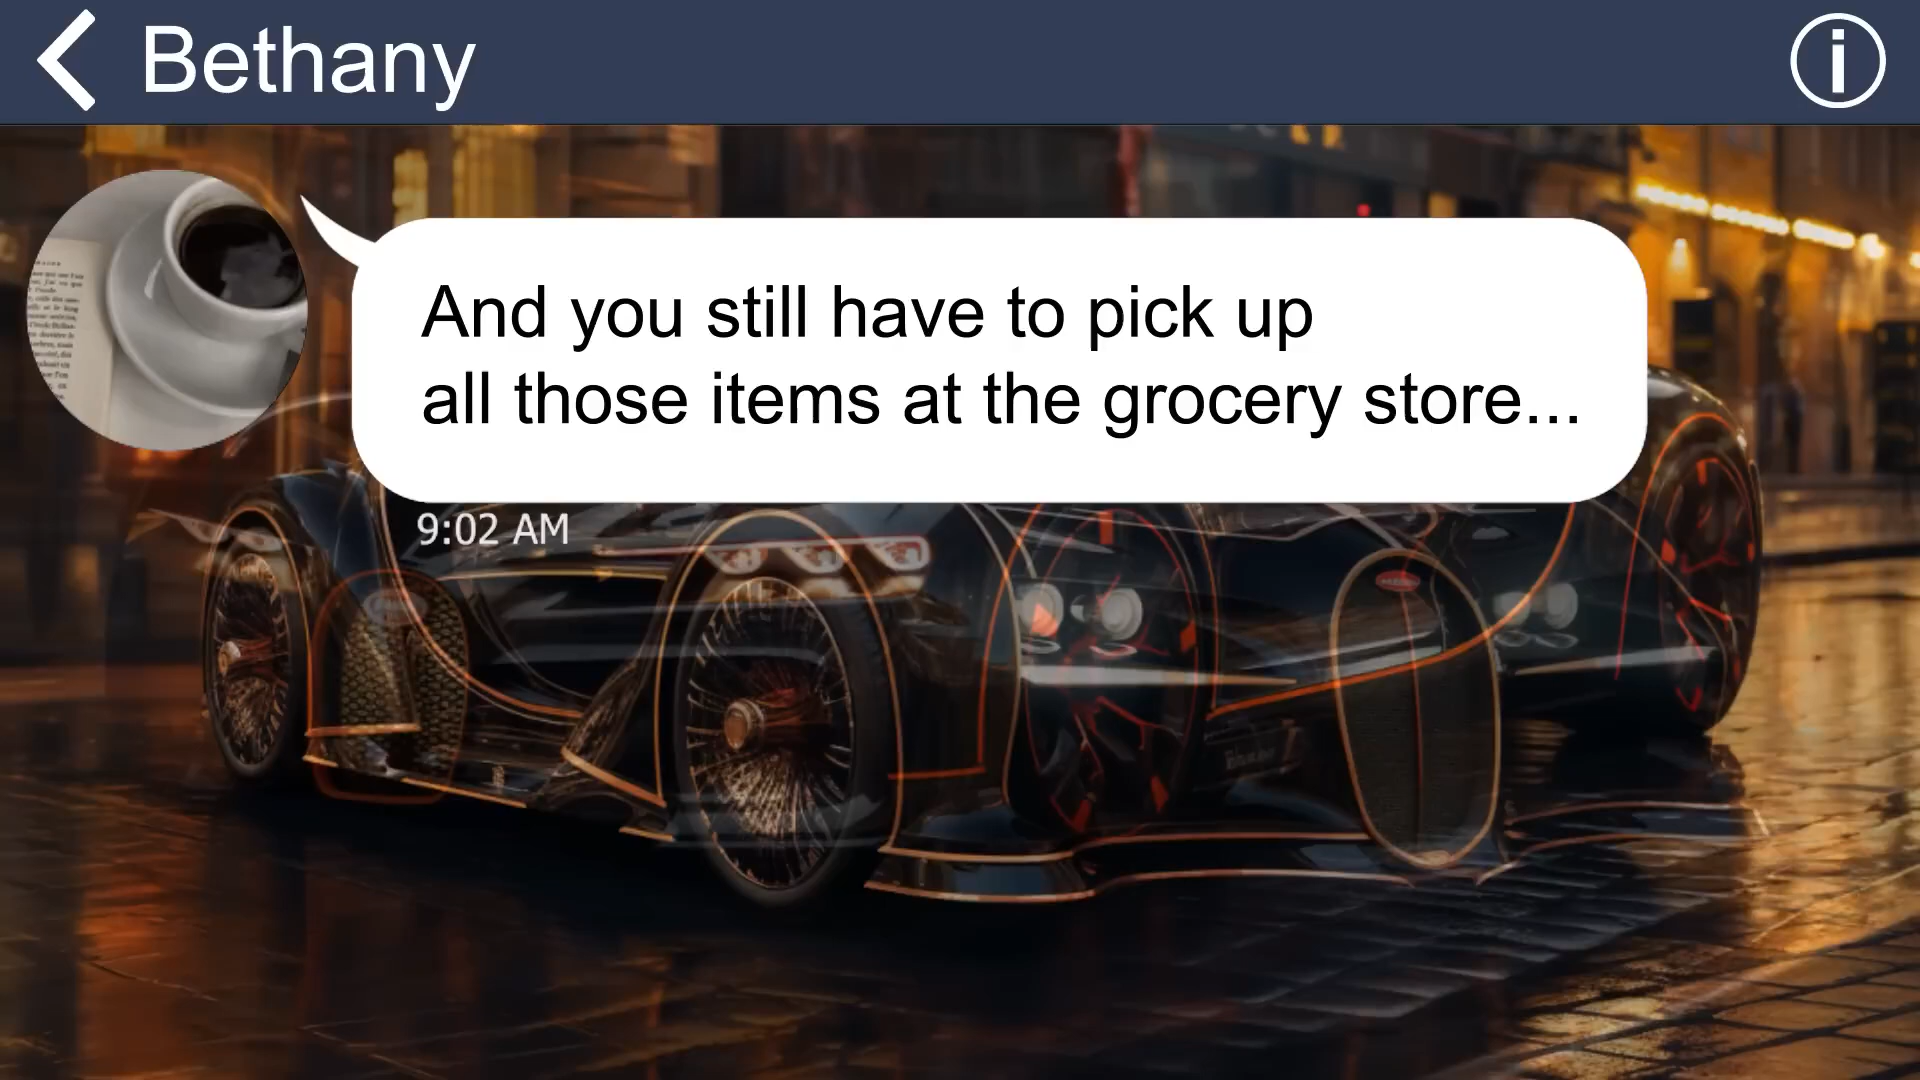 Bethany
And you still have to pick up
all those items at the grocery store...
9:02 AM